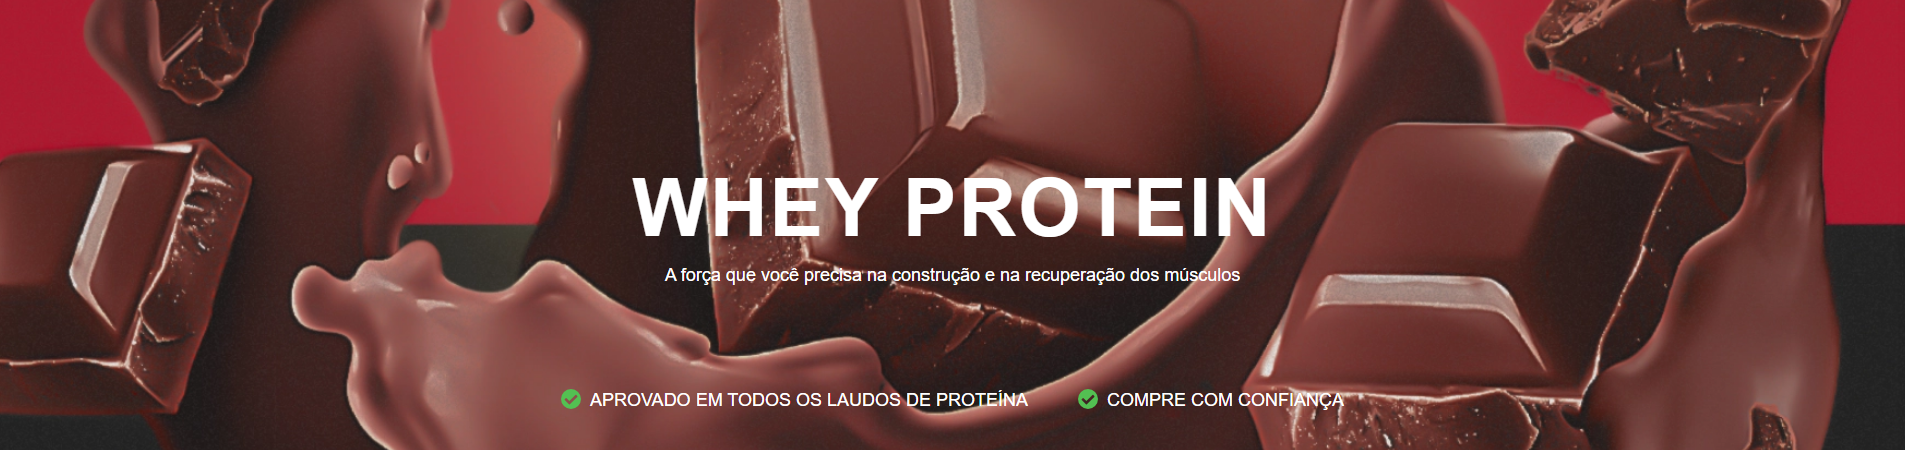 WHEY PROTEIN
A força que você precisa na construção e na recuperação dos músculos
APROVADO EM TODOS OS LAUDOS DE PROTEÍNA
COMPRE COM CONFIANÇA